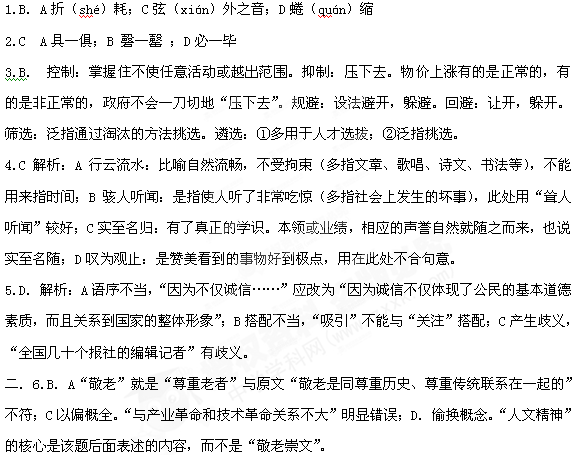 1.B. A折（shé）耗；C弦（xián）外之音；D蜷（quán）缩
2.C A具一俱；B 磬一罄 ；D必一毕
3.B. 控制：掌握住不使任意活动或越出范围。抑制：压下去。物价上涨有的是正常的，有
的是非正常的，政府不会一刀切地“压下去”。规避：设法避开，躲避。回避：让开，躲开。
筛选：泛指通过淘汰的方法挑选。遴选：①多用于人才选拔；②泛指挑选。
4.C 解析：A 行云流水：比喻自然流畅，不受拘束（多指文章、歌唱、诗文、书法等），不能
用来指时间；B 骇人听闻：是指使人听了非常吃惊（多指社会上发生的坏事），此处用“耸人
听闻”较好；C实至名归：有了真正的学识。本领或业绩，相应的声誉自然就随之而来，也说
实至名随；D叹为观止：是赞美看到的事物好到极点，用在此处不合句意。
5.D. 解析：A语序不当，“因为不仅诚信……”应改为“因为诚信不仅体现了公民的基本道德
素质，而且关系到国家的整体形象”；B搭配不当，“吸引”不能与“关注”搭配；C产生歧义，
“全国几十个报社的编辑记者”有歧义。
二．6.B. A“敬老”就是“尊重老者”与原文“敬老是同尊重历史、尊重传统联系在一起的”
不符；C以偏概全。“与产业革命和技术革命关系不大”明显错误；D. 偷换概念。“人文精神”
的核心是该题后面表述的内容，而不是“敬老崇文”。